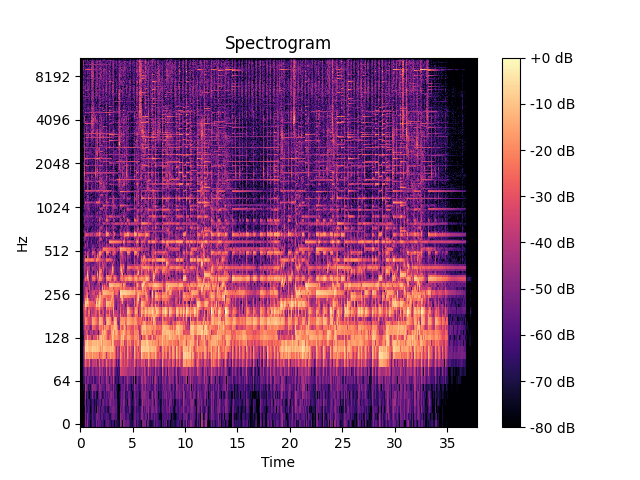 Spectrogram
Hz
8192
4096
2048
1024
512
256
128
64
0
0 5 10 15 20 25 30 35
Time
+0 dB
-10 dB
-20 dB
-30 dB
-40 dB
-50 dB
-60 dB
-70 dB
-80 dB